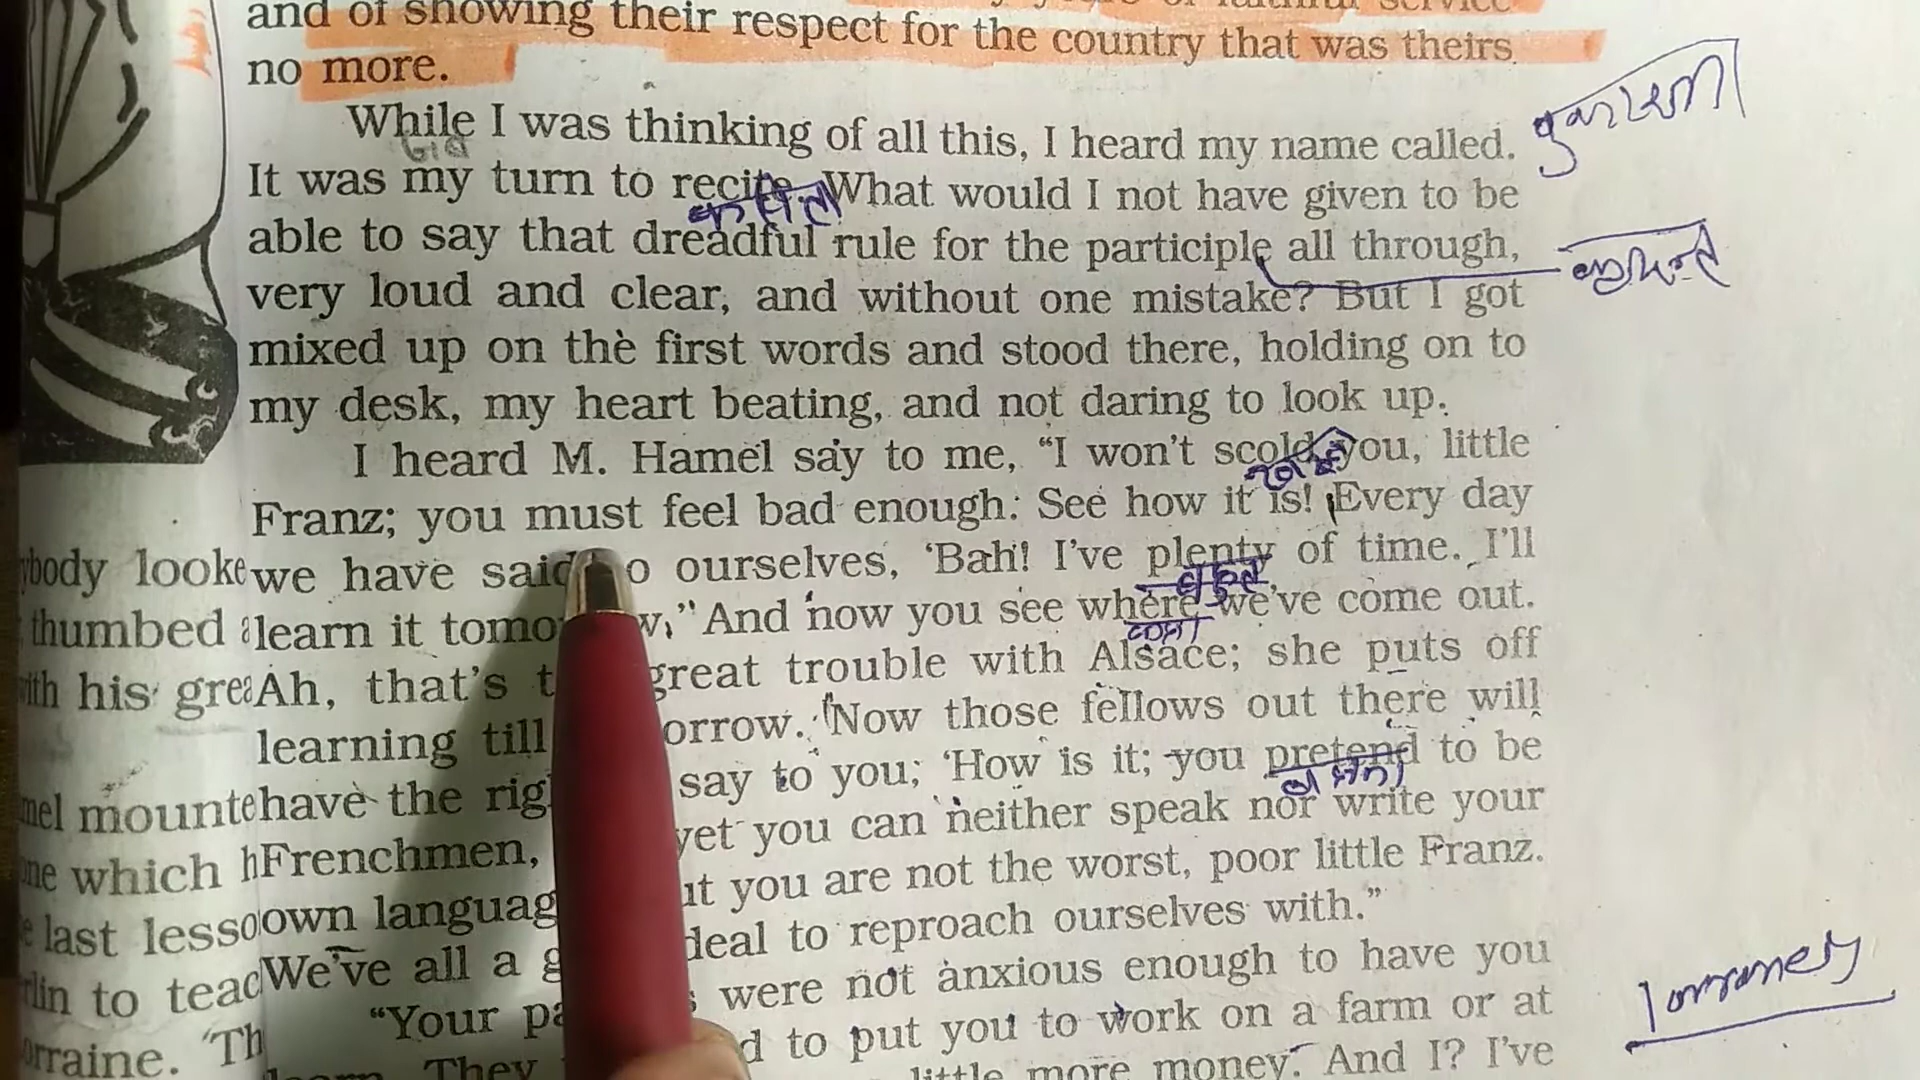 and of showing their respect for the country that was theirs
no more.
While I was thinking of all this, I heard my name called.
It was my turn to recite. What would I not have given to be
able to say that dreadful rule for the participle all through,
very loud and clear, and without one mistake? But I got
mixed up on the first words and stood there, holding on to
my desk, my heart beating, and not daring to look up.
I heard M. Hamel say to me, “I won't scold you, little
Franz; you must feel bad enough. See how it is! Every day
we have said o ourselves, ‘Bah! I've plenty of time. I'll
learn it tomo w.” And now you see where we've come out.
Ah, that's t great trouble with Alsace; she puts off
learning till orrow. Now those fellows out there will
have the rig say to you; ‘How is it; you pretend to be
Frenchmen, yet you can neither speak nor write your
own languag ut you are not the worst, poor little Franz.
We've all a g deal to reproach ourselves with.”
“Your pa s were not anxious enough to have you
They d to put you to work on a farm or at
little more money. And I? I've
ybody looke
thumbed
ith his grea
mel mounte
ne which h
last lesso
rlin to teac
orraine. ‘Th